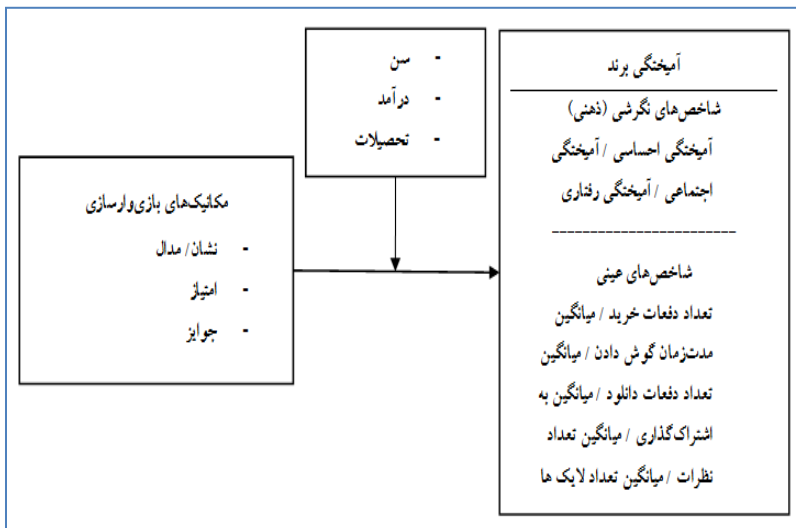 آمیختگی برند
شاخص‌های نگرشی (ذهنی)
آمیختگی احساسی / آمیختگی
اجتماعی / آمیختگی رفتاری
------------------------
شاخص‌های عینی
تعداد دفعات خرید / میانگین
مدت‌زمان گوش دادن / میانگین
تعداد دفعات دانلود / میانگین به
اشتراک‌گذاری / میانگین تعداد
نظرات / میانگین تعداد لایک ها
- سن
- درآمد
- تحصیلات
مکانیک‌های بازی‌وارسازی
- نشان/ مدال
- امتیاز
- جوایز